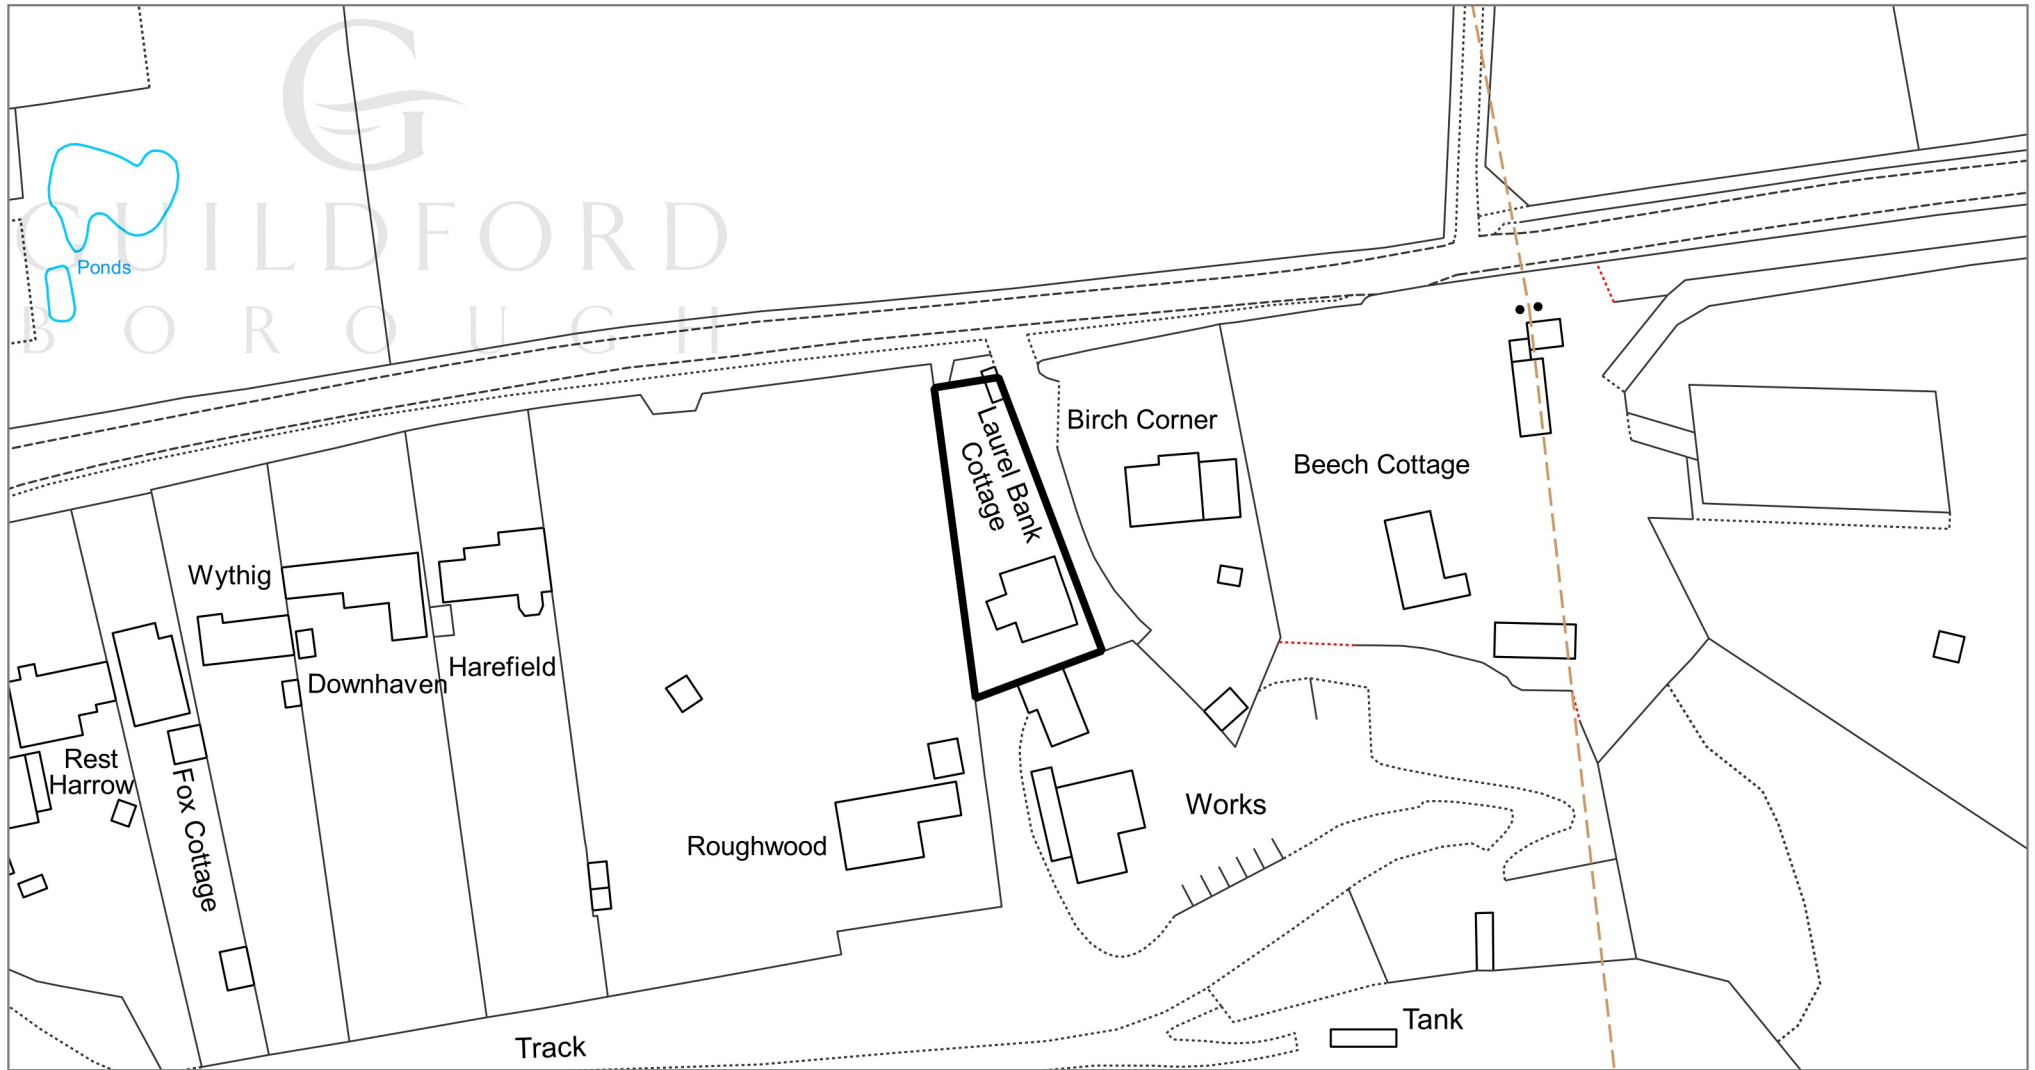 GUILDFORD
BOROUGH
Ponds
Laurel Bank
Cottage
Birch Corner
Beech Cottage
Wythig
Downhaven
Harefield
Rest
Harrow
Fox Cottage
Roughwood
Works
Track
Tank